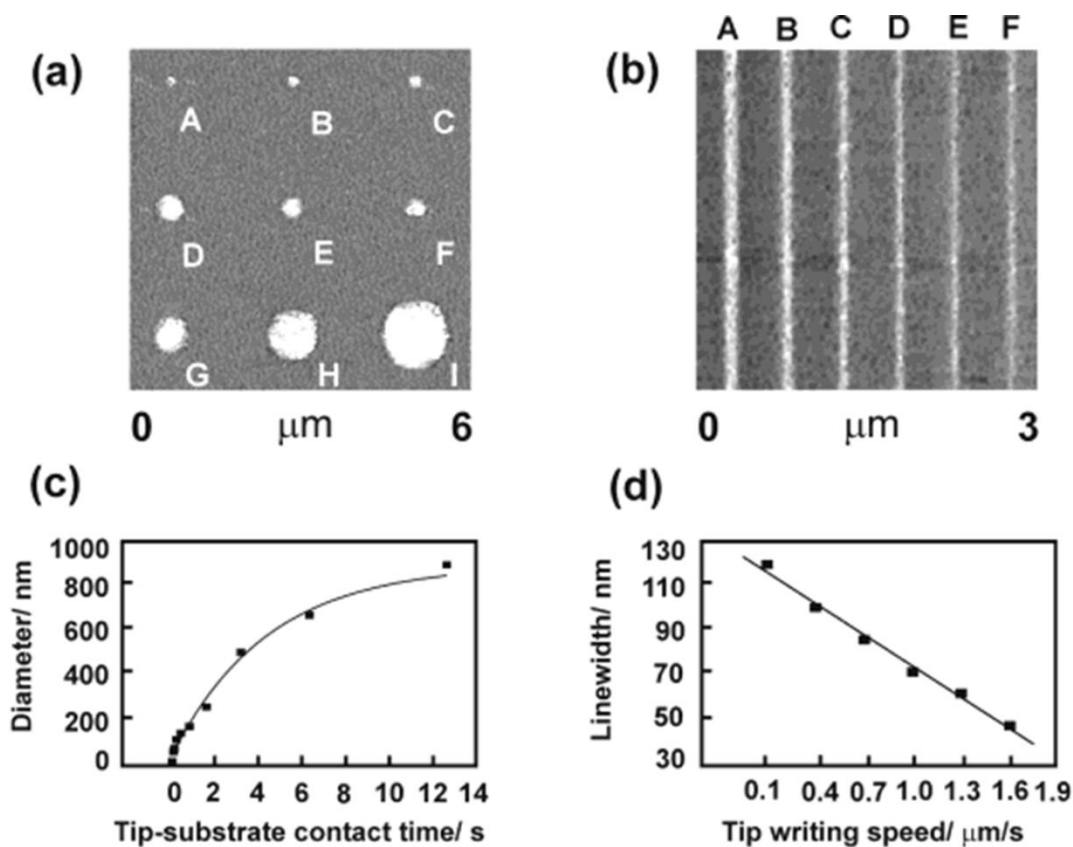 (a)
A B C
D E F
G H I
0 μm 6
(b)
A B C D E F
0 μm 3
(c)
Diameter/ nm
1000
800
600
400
200
0
0 2 4 6 8 10 12 14
Tip-substrate contact time/ s
(d)
Linewidth/ nm
130
110
90
70
50
30
0.1 0.4 0.7 1.0 1.3 1.6 1.9
Tip writing speed/ μm/s